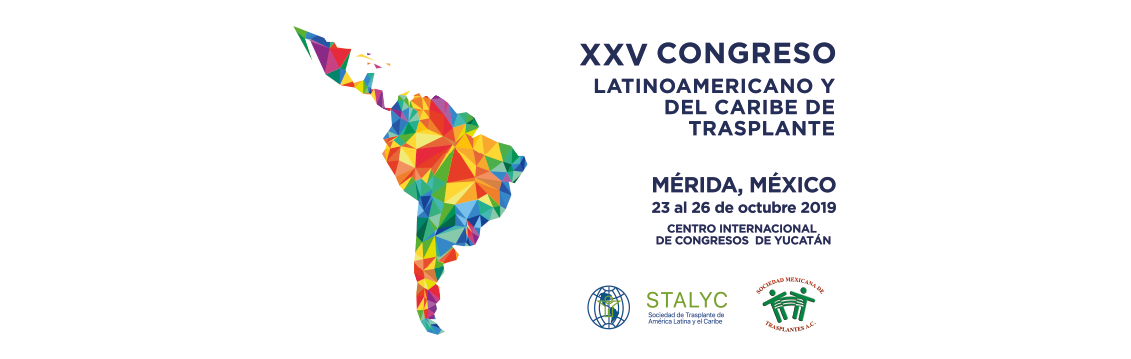 XXV CONGRESO
LATINOAMERICANO Y
DEL CARIBE DE
TRASPLANTE
MÉRIDA, MÉXICO
23 al 26 de octubre 2019
CENTRO INTERNACIONAL
DE CONGRESOS DE YUCATÁN
STALYC
Sociedad de Trasplante de
América Latina y el Caribe
SOCIEDAD MEXICANA DE
TRASPLANTES A.C.